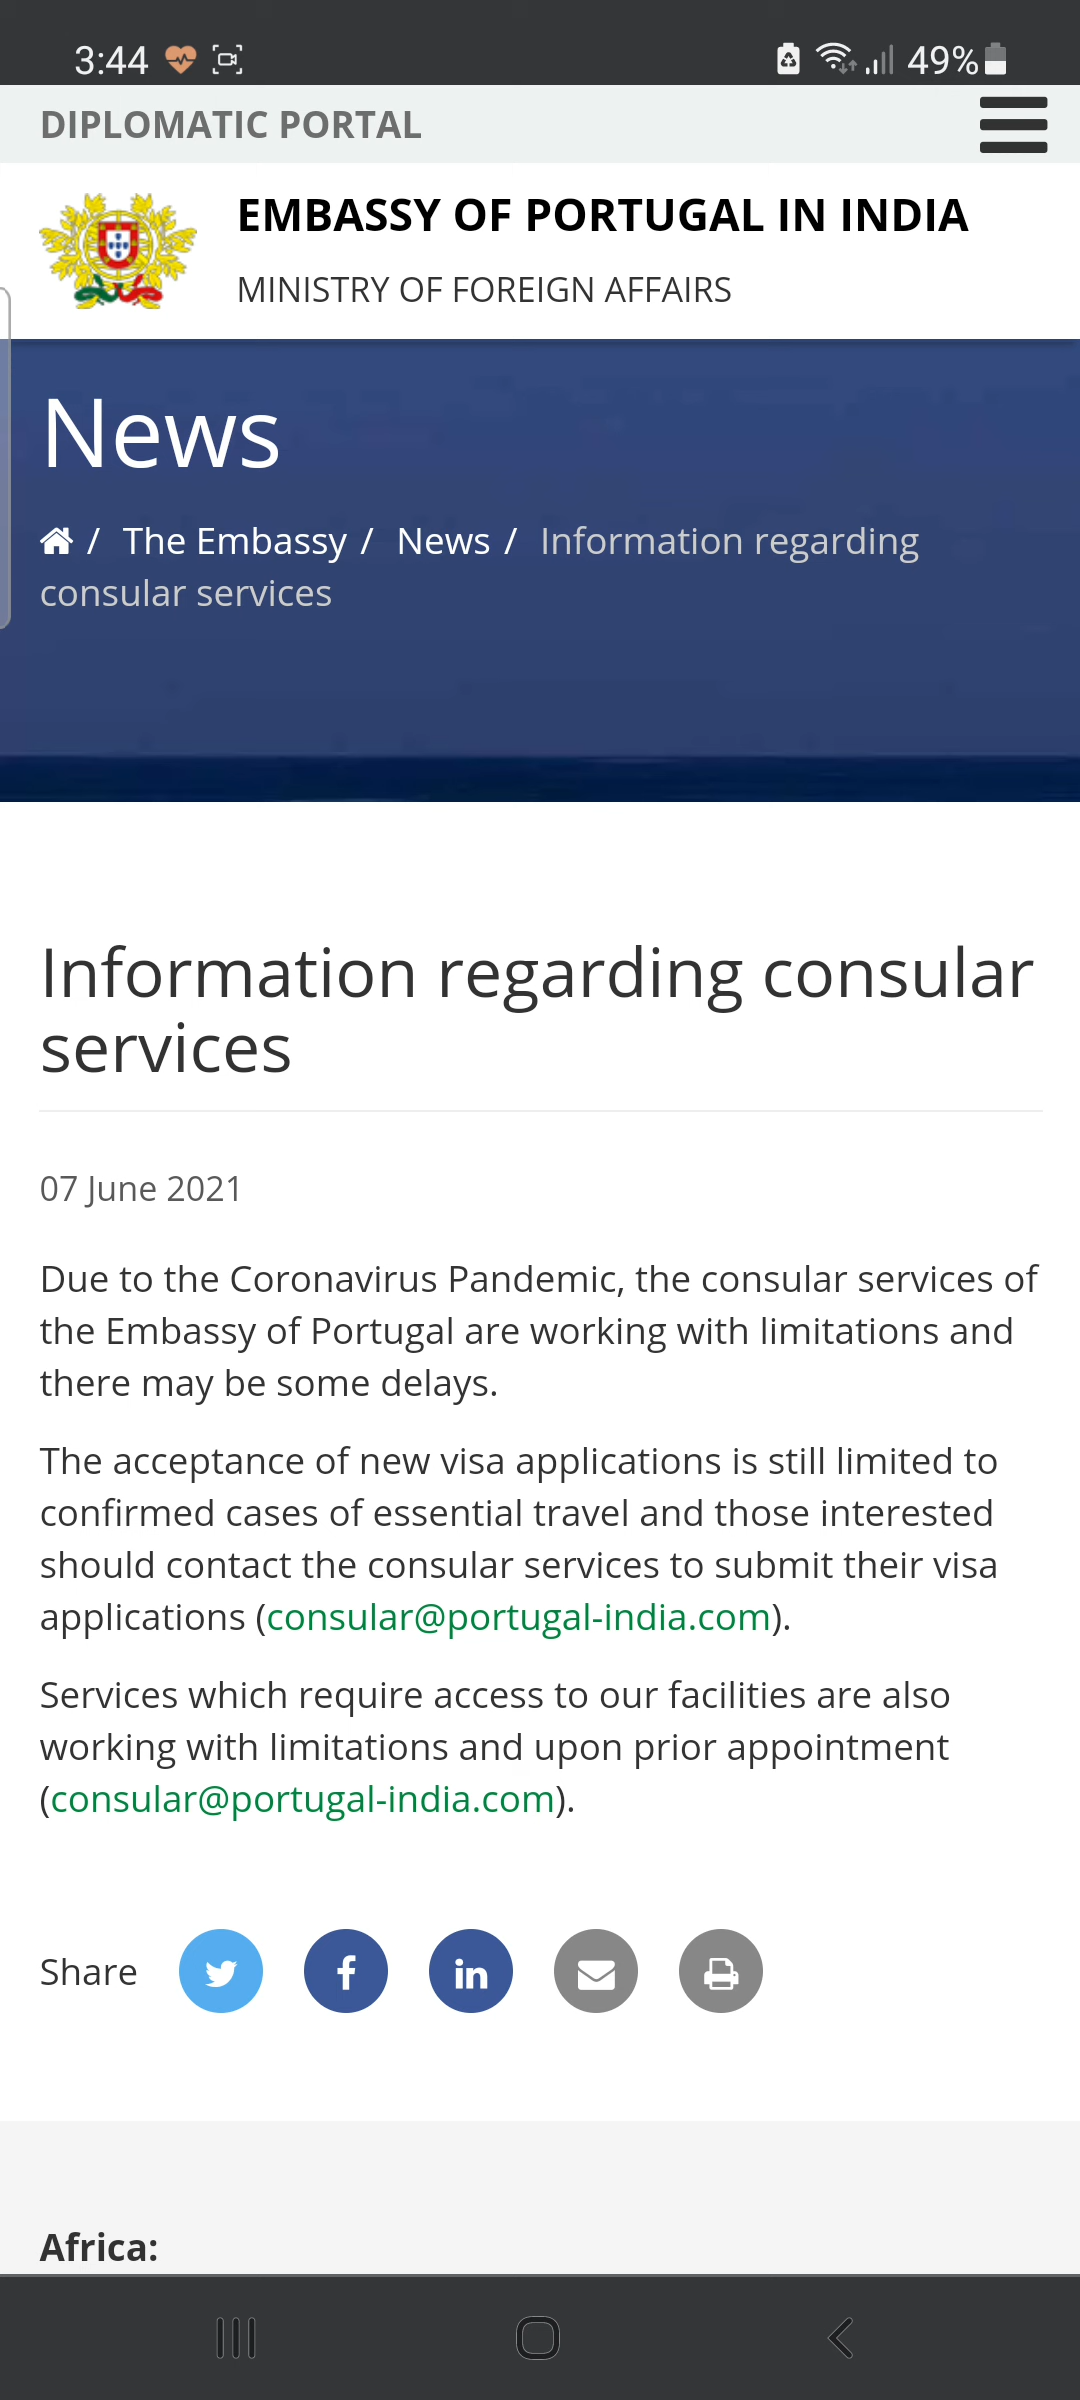 3:44
49%
DIPLOMATIC PORTAL
EMBASSY OF PORTUGAL IN INDIA
MINISTRY OF FOREIGN AFFAIRS
News
/ The Embassy / News / Information regarding
consular services
Information regarding consular
services
07 June 2021
Due to the Coronavirus Pandemic, the consular services of
the Embassy of Portugal are working with limitations and
there may be some delays.
The acceptance of new visa applications is still limited to
confirmed cases of essential travel and those interested
should contact the consular services to submit their visa
applications (consular@portugal-india.com).
Services which require access to our facilities are also
working with limitations and upon prior appointment
(consular@portugal-india.com).
Share
Africa: